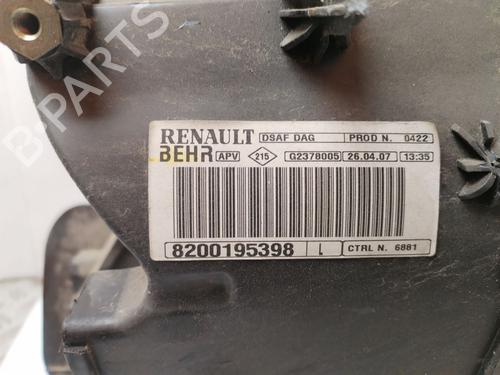 RENAULT DSAF DAG PROD N. 0422
BEHR APV 215 G2378005 26.04.07 13:35
8200195398 L CTRL N. 6881
B-Parts